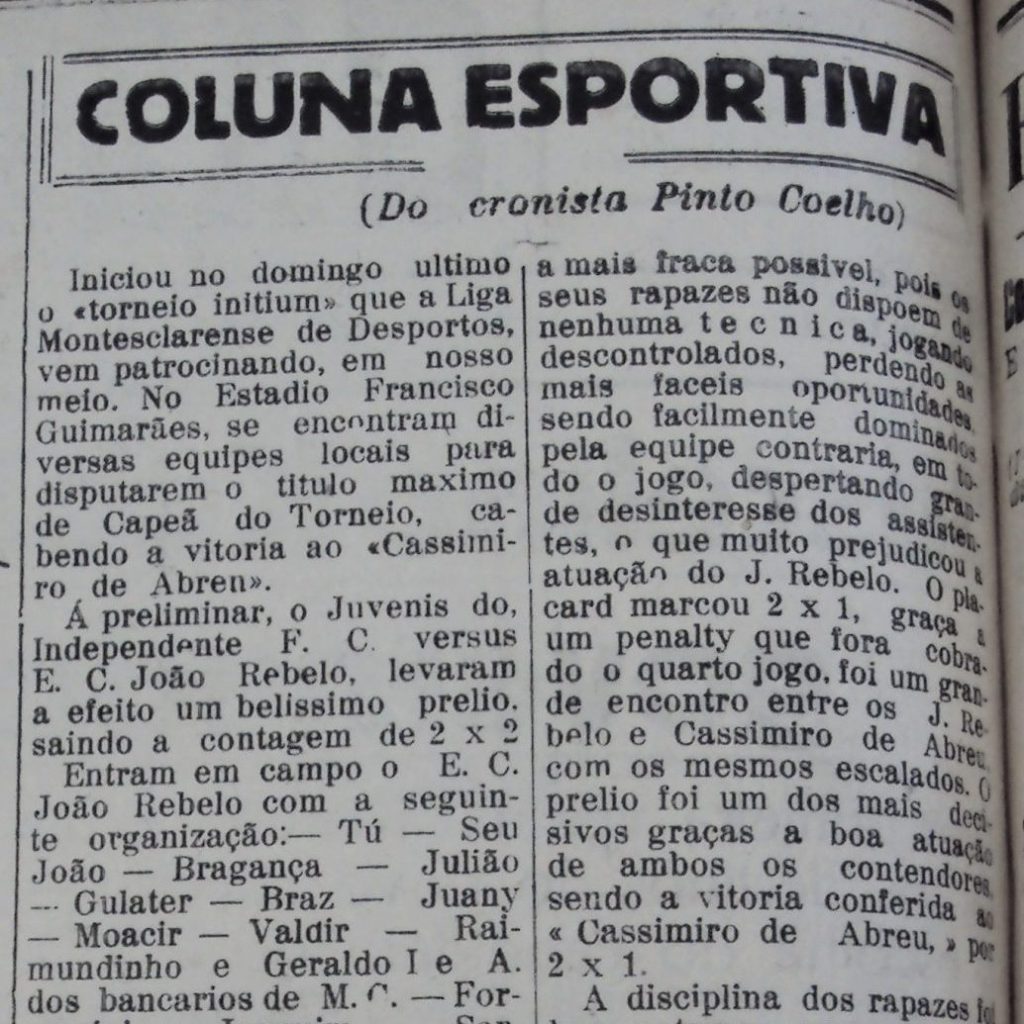 COLUNA ESPORTIVA
(Do cronista Pinto Coelho)
Iniciou no domingo ultimo
o «torneio initium» que a Liga
Montesclarense de Desportos,
vem patrocinando, em nosso
meio. No Estadio Francisco
Guimarães, se encontram di-
versas equipes locais para
disputarem o titulo maximo
de Capeã do Torneio, ca-
bendo a vitoria ao «Cassimi-
ro de Abren».
Á preliminar, o Juvenis do,
Independente F. C. versus
E. C. João Rebelo, levaram
a efeito um belissimo prelio.
saindo a contagem de 2 x 2
Entram em campo o E. C.
João Rebelo com a seguin-
te organização:— Tú — Seu
João — Bragança — Julião
— Gulater — Braz — Juany
— Moacir — Valdir — Rai-
mundinho e Geraldo I e A.
dos bancarios de M. C. — For-
a mais fraca possivel, pois os
seus rapazes não dispoem de
nenhuma tecnica, jogando
descontrolados, perdendo as
mais faceis oportunidades,
sendo facilmente dominados
pela equipe contraria, em to-
do o jogo, despertando gran-
de desinteresse dos assisten-
tes, o que muito prejudicou a
atuação do J. Rebelo. O pla-
card marcou 2 x 1, graça a
um penalty que fora cobra-
do o quarto jogo, foi um gran-
de encontro entre os J. Re-
belo e Cassimiro de Abreu,
com os mesmos escalados. O
prelio foi um dos mais deci-
sivos graças a boa atuação
de ambos os contendores,
sendo a vitoria conferida ao
« Cassimiro de Abreu, » por
2 x 1.
A disciplina dos rapazes foi